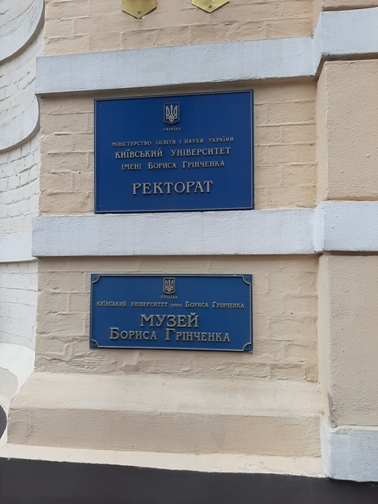 УКРАЇНА
МІНІСТЕРСТВО ОСВІТИ І НАУКИ УКРАЇНИ
КИЇВСЬКИЙ УНІВЕРСИТЕТ
ІМЕНІ БОРИСА ГРІНЧЕНКА
РЕКТОРАТ
УКРАЇНА
КИЇВСЬКИЙ УНІВЕРСИТЕТ ІМЕНІ БОРИСА ГРІНЧЕНКА
МУЗЕЙ
БОРИСА ГРІНЧЕНКА